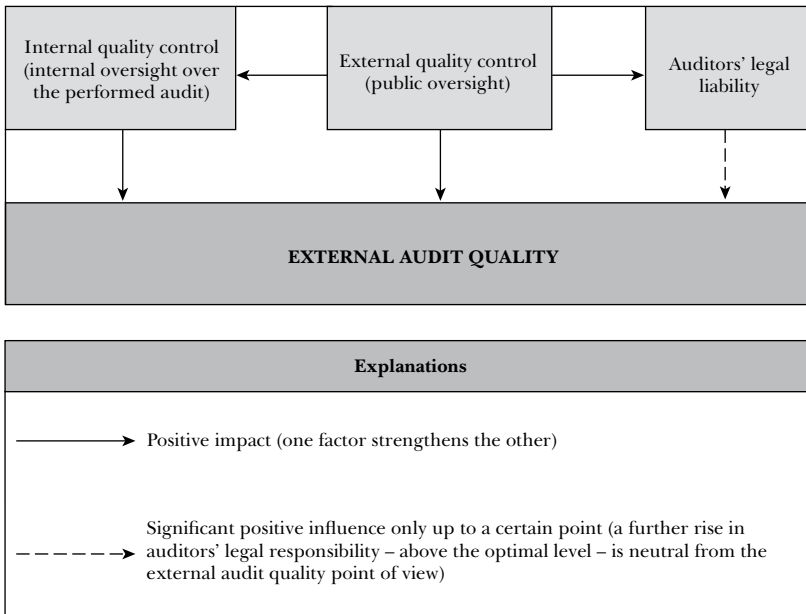 Internal quality control
(internal oversight over
the performed audit)
External quality control
(public oversight)
Auditors’ legal
liability
EXTERNAL AUDIT QUALITY
Explanations
Positive impact (one factor strengthens the other)
Significant positive influence only up to a certain point (a further rise in
auditors’ legal responsibility – above the optimal level – is neutral from the
external audit quality point of view)